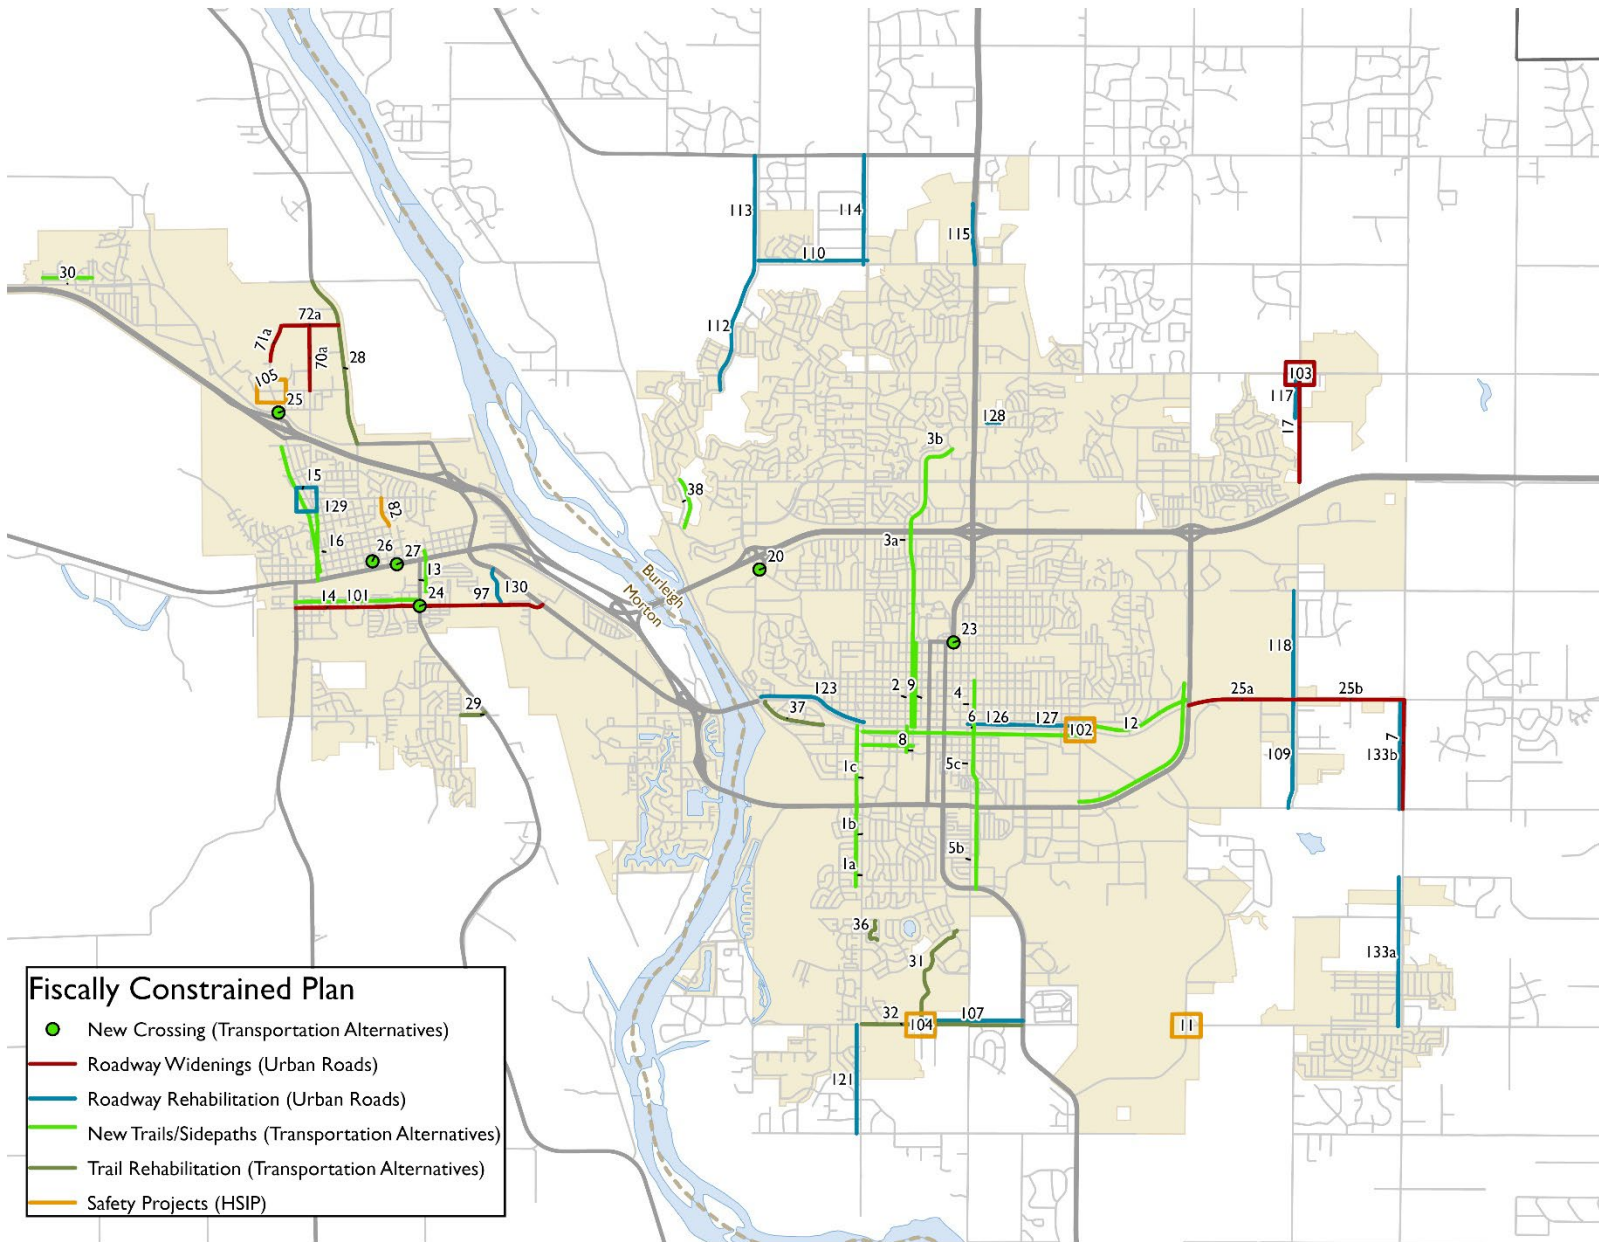 113
114
115
110
30
72a
71a
70a
112
28
105
25
103
117
17
128
3b
15
38
129
82
16
3a
26
27
20
13
Burleigh
Morton
14
101
24
97
130
23
118
2
9
4
25a
25b
123
37
29
6
126
127
102
12
8
7
1c
5c
109
133b
1b
5b
1a
36
31
133a
32
104
107
11
121
Fiscally Constrained Plan
New Crossing (Transportation Alternatives)
Roadway Widenings (Urban Roads)
Roadway Rehabilitation (Urban Roads)
New Trails/Sidepaths (Transportation Alternatives)
Trail Rehabilitation (Transportation Alternatives)
Safety Projects (HSIP)